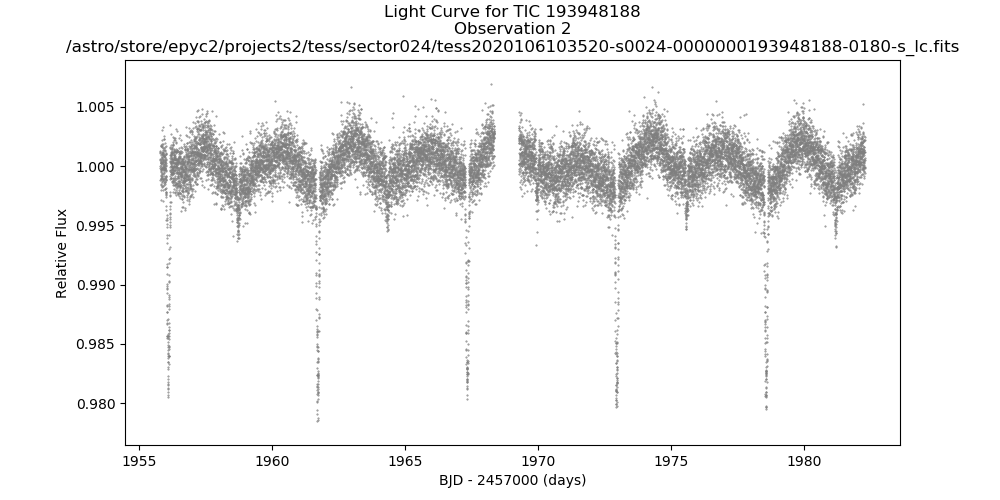 Light Curve for TIC 193948188
Observation 2
/astro/store/epyc2/projects2/tess/sector024/tess2020106103520-s0024-0000000193948188-0180-s_lc.fits
1.005
1.000
0.995
0.990
0.985
0.980
Relative Flux
1955 1960 1965 1970 1975 1980
BJD - 2457000 (days)